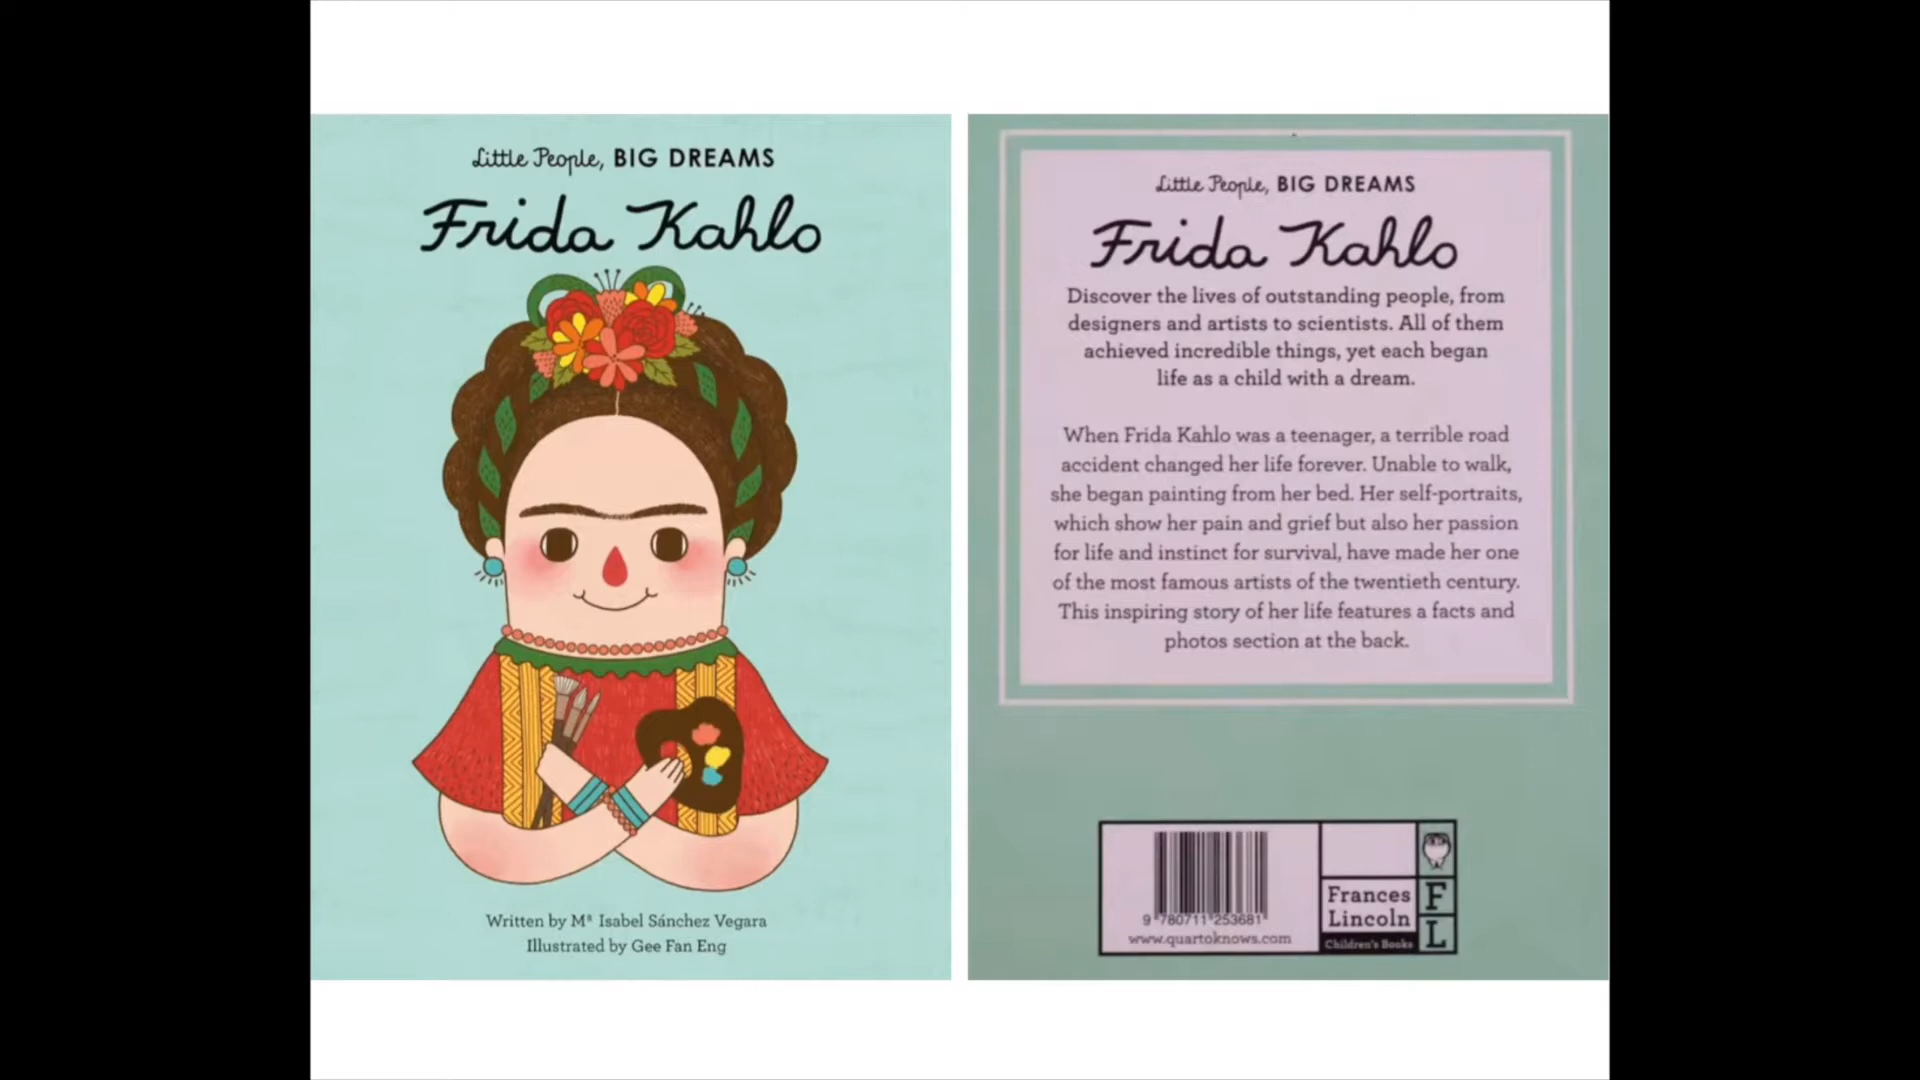 Little People, BIG DREAMS
Frida Kahlo
Written by Mª Isabel Sánchez Vegara
Illustrated by Gee Fan Eng
Little People, BIG DREAMS
Frida Kahlo
Discover the lives of outstanding people, from
designers and artists to scientists. All of them
achieved incredible things, yet each began
life as a child with a dream.
When Frida Kahlo was a teenager, a terrible road
accident changed her life forever. Unable to walk,
she began painting from her bed. Her self-portraits,
which show her pain and grief but also her passion
for life and instinct for survival, have made her one
of the most famous artists of the twentieth century.
This inspiring story of her life features a facts and
photos section at the back.
9 780711 253681
www.quartoknows.com
Frances
Lincoln
Children's Books
F
L